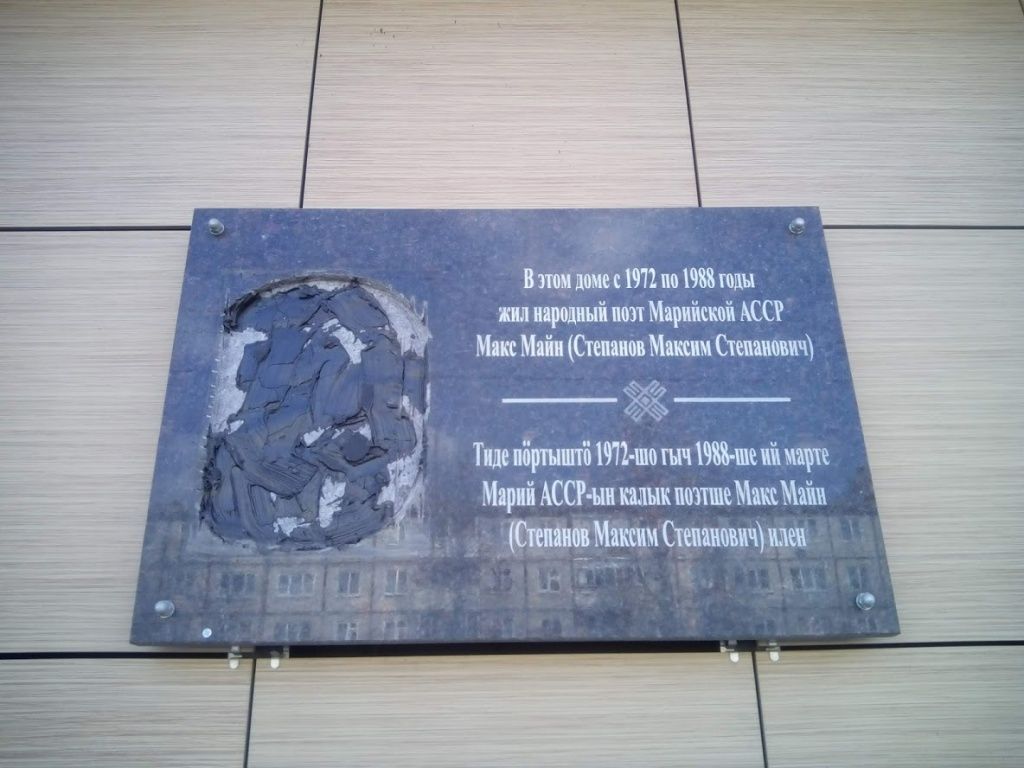 В этом доме с 1972 по 1988 годы
жил народный поэт Марийской АССР
Макс Майн (Степанов Максим Степанович)
Тиде пӧртыштӧ 1972-шо гыч 1988-ше ий марте
Марий АССР-ын калык поэтше Макс Майн
(Степанов Максим Степанович) илен